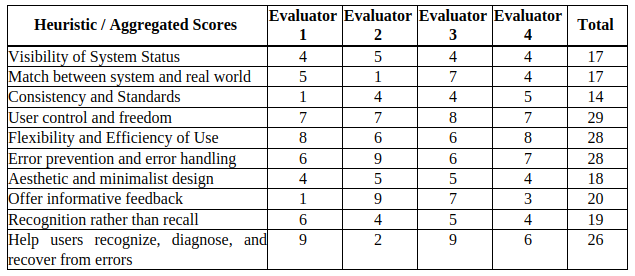 Heuristic / Aggregated Scores Evaluator 1 Evaluator 2 Evaluator 3 Evaluator 4 Total
Visibility of System Status 4 5 4 4 17
Match between system and real world 5 1 7 4 17
Consistency and Standards 1 4 4 5 14
User control and freedom 7 7 8 7 29
Flexibility and Efficiency of Use 8 6 6 8 28
Error prevention and error handling 6 9 6 7 28
Aesthetic and minimalist design 4 5 5 4 18
Offer informative feedback 1 9 7 3 20
Recognition rather than recall 6 4 5 4 19
Help users recognize, diagnose, and 9 2 9 6 26
recover from errors